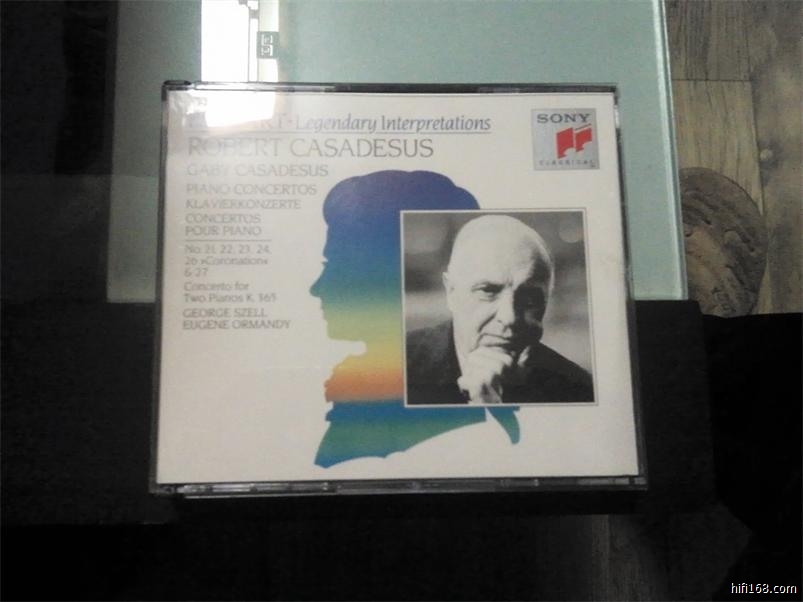 Legendary Interpretations
ROBERT CASADESUS
GABY CASADESUS
PIANO CONCERTOS
KLAVIERKONZERTE
CONCERTOS
POUR PIANO
No. 21, 22, 23, 24,
26 »Coronation«
& 27
Concerto for
Two Pianos K. 365
GEORGE SZELL
EUGENE ORMANDY
SONY
CLASSICAL
hifi168.com